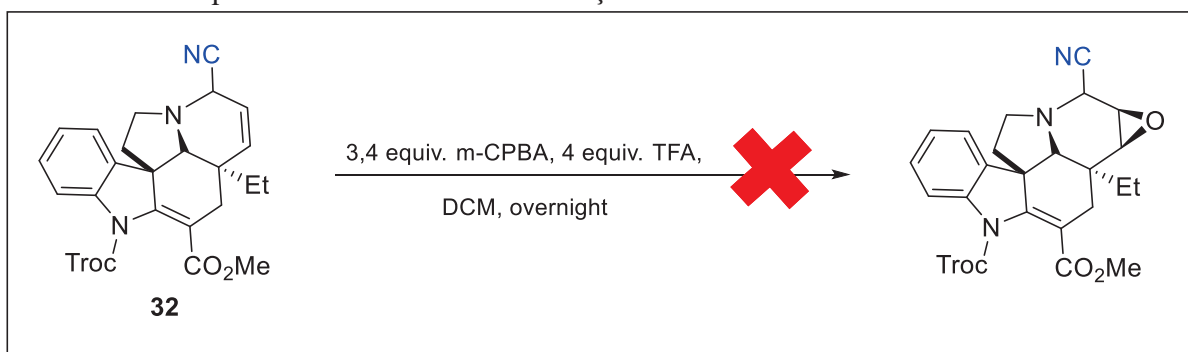 NC
N
Et
N
Troc
CO₂Me
32
3,4 equiv. m-CPBA, 4 equiv. TFA,
DCM, overnight
NC
N
O
Et
N
Troc
CO₂Me